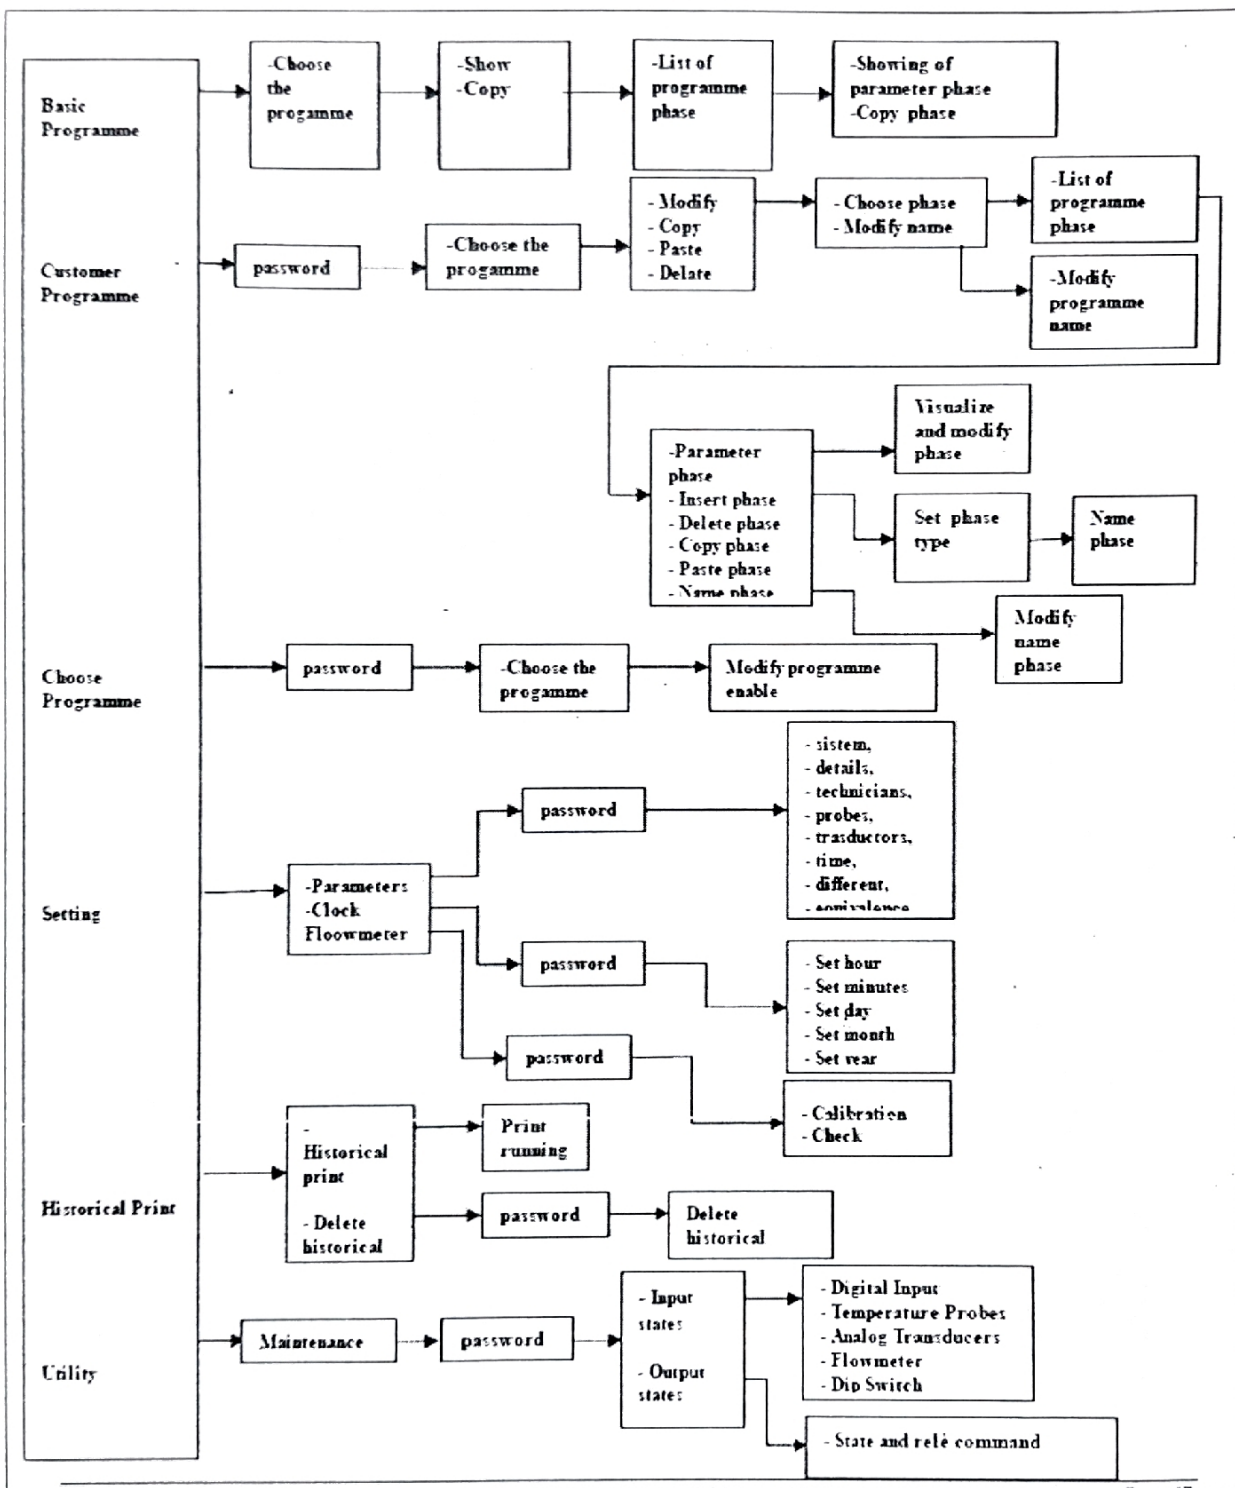 Basic
Programme
-Choose
the
progamme
-Show
-Copy
-List of
programme
phase
-Showing of
parameter phase
-Copy phase
Customer
Programme
password
-Choose the
progamme
- Modify
- Copy
- Paste
- Delate
- Choose phase
- Modify name
-List of
programme
phase
-Modify
programme
name
-Parameter
phase
- Insert phase
- Delete phase
- Copy phase
- Paste phase
- Name phase
Visualize
and modify
phase
Set phase
type
Name
phase
Modify
name
phase
Choose
Programme
password
-Choose the
progamme
Modify programme
enable
Setting
-Parameters
-Clock
Floowmeter
password
- sistem,
- details,
- technicians,
- probes,
- trasductors,
- time,
- different,
- equivalence
password
- Set hour
- Set minutes
- Set day
- Set month
- Set year
password
- Calibration
- Check
Historical Print
-
Historical
print
- Delete
historical
Print
running
password
Delete
historical
Utility
Maintenance
password
- Input
states
- Output
states
- Digital Input
- Temperature Probes
- Analog Transducers
- Flowmeter
- Dip Switch
- State and relè command